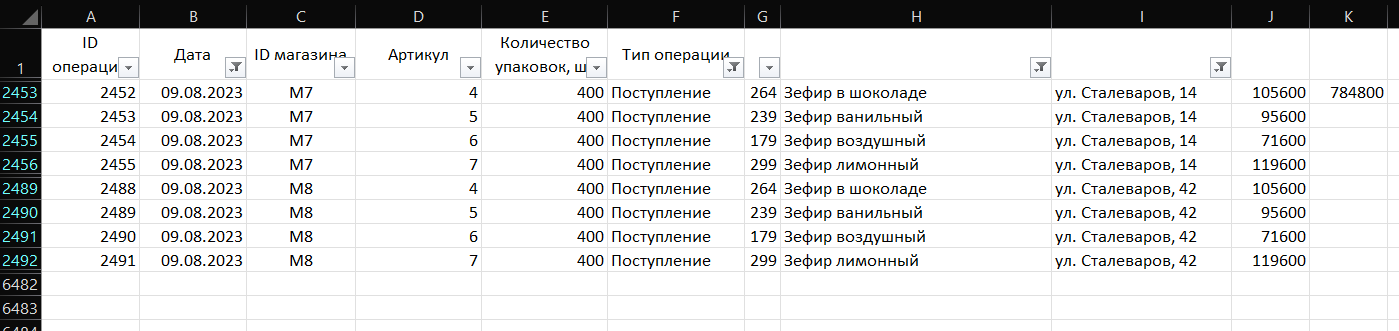 A B C D E F G H I J K
1 ID операци Дата ID магазина Артикул Количество упаковок, ш Тип операции
2453 2452 09.08.2023 M7 4 400 Поступление 264 Зефир в шоколаде ул. Сталеваров, 14 105600 784800
2454 2453 09.08.2023 M7 5 400 Поступление 239 Зефир ванильный ул. Сталеваров, 14 95600
2455 2454 09.08.2023 M7 6 400 Поступление 179 Зефир воздушный ул. Сталеваров, 14 71600
2456 2455 09.08.2023 M7 7 400 Поступление 299 Зефир лимонный ул. Сталеваров, 14 119600
2489 2488 09.08.2023 M8 4 400 Поступление 264 Зефир в шоколаде ул. Сталеваров, 42 105600
2490 2489 09.08.2023 M8 5 400 Поступление 239 Зефир ванильный ул. Сталеваров, 42 95600
2491 2490 09.08.2023 M8 6 400 Поступление 179 Зефир воздушный ул. Сталеваров, 42 71600
2492 2491 09.08.2023 M8 7 400 Поступление 299 Зефир лимонный ул. Сталеваров, 42 119600
6482
6483